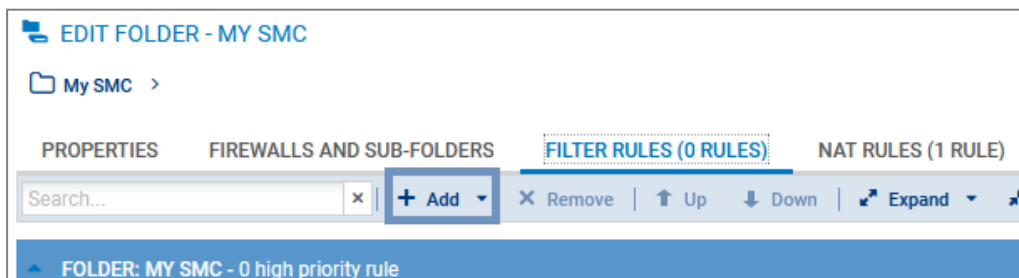 EDIT FOLDER - MY SMC
My SMC >
PROPERTIES FIREWALLS AND SUB-FOLDERS FILTER RULES (0 RULES) NAT RULES (1 RULE)
Search... × + Add Remove Up Down Expand
FOLDER: MY SMC - 0 high priority rule